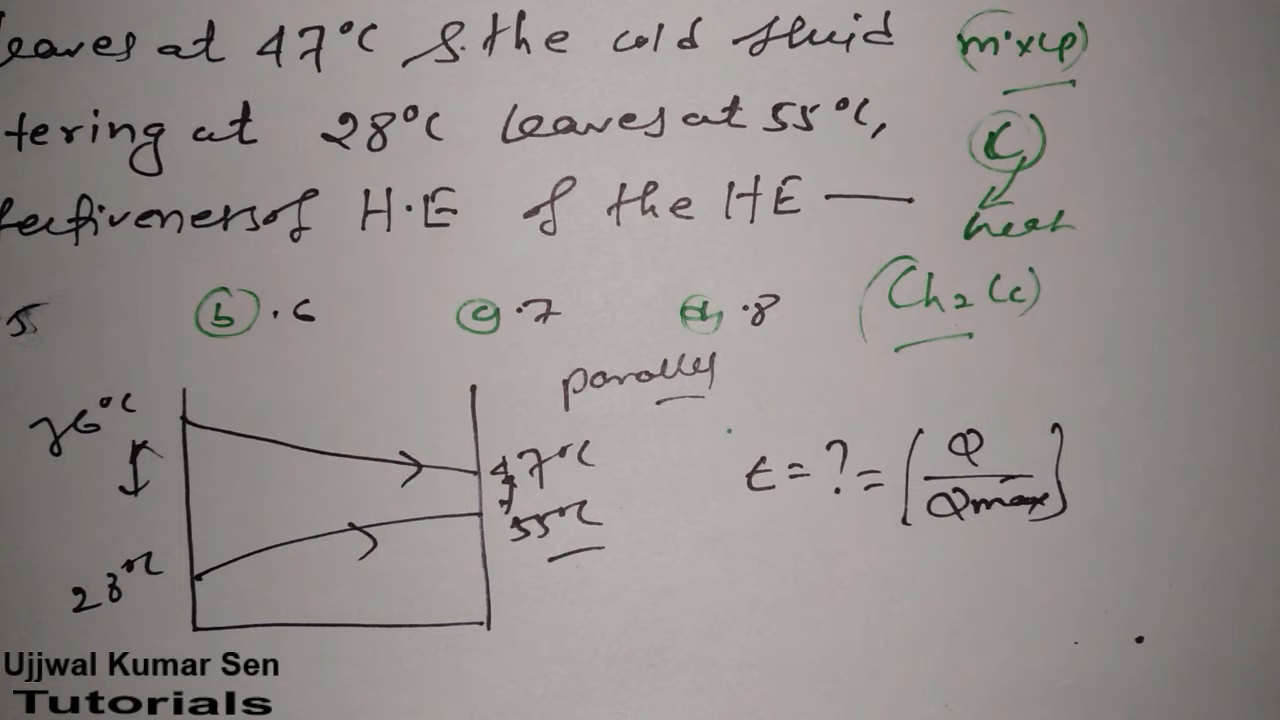 leaves at 47°C & the cold fluid (m×cp)
tering at 28°C leaves at 55°C, (C)
fectiveness of H.E of the HE — heat
5 (b) .6 (c) .7 (d) .8 (Ch = Cc)
parallel
76°C
47°C
55°C
28°C
ε = ? = (Q/Qmax)
Ujjwal Kumar Sen
Tutorials